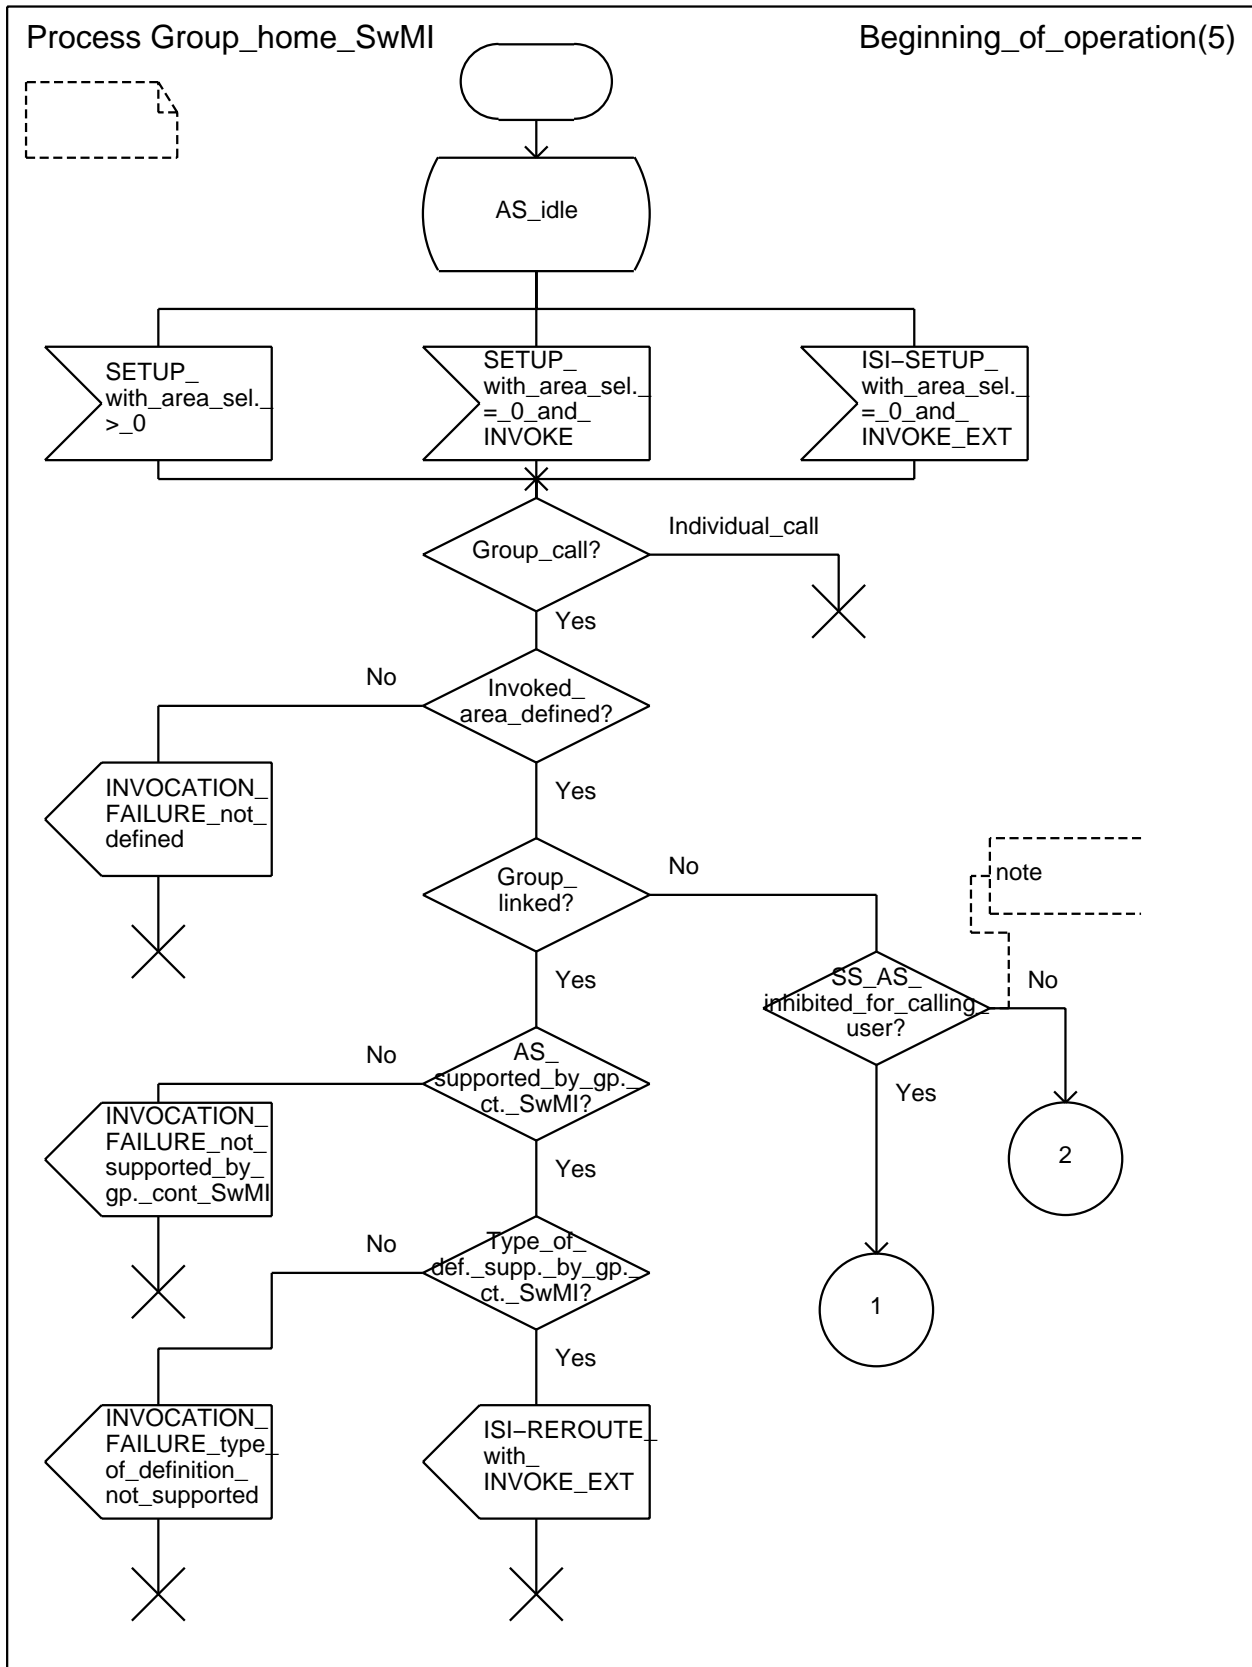 Process Group_home_SwMI
Beginning_of_operation(5)
AS_idle
SETUP_
with_area_sel._
>_0
SETUP_
with_area_sel._
=_0_and_
INVOKE
ISI-SETUP_
with_area_sel._
=_0_and_
INVOKE_EXT
Group_call?
Individual_call
Yes
No
Invoked_
area_defined?
INVOCATION_
FAILURE_not_
defined
Yes
Group_
linked?
No
note
Yes
SS_AS_
inhibited_for_calling_
user?
No
Yes
2
1
No
AS_
supported_by_gp._
ct._SwMI?
INVOCATION_
FAILURE_not_
supported_by_
gp._cont_SwMI
Yes
No
Type_of_
def._supp._by_gp._
ct._SwMI?
Yes
INVOCATION_
FAILURE_type_
of_definition_
not_supported
ISI-REROUTE_
with_
INVOKE_EXT